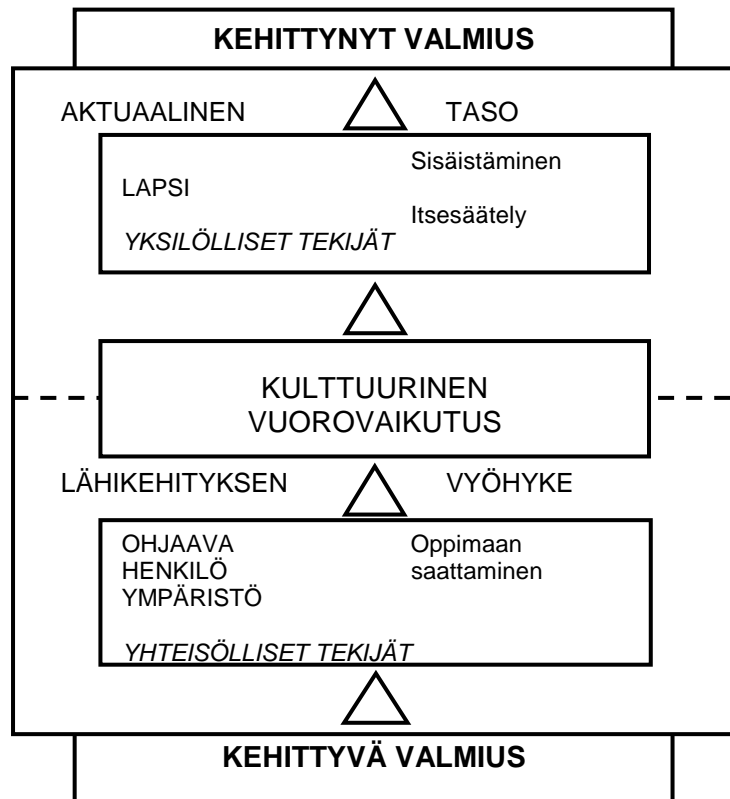 KEHITTYNYT VALMIUS
AKTUAALINEN TASO
Sisäistäminen
LAPSI
Itsesäätely
YKSILÖLLISET TEKIJÄT
KULTTUURINEN
VUOROVAIKUTUS
LÄHIKEHITYKSEN VYÖHYKE
OHJAAVA Oppimaan
HENKILÖ saattaminen
YMPÄRISTÖ
YHTEISÖLLISET TEKIJÄT
KEHITTYVÄ VALMIUS